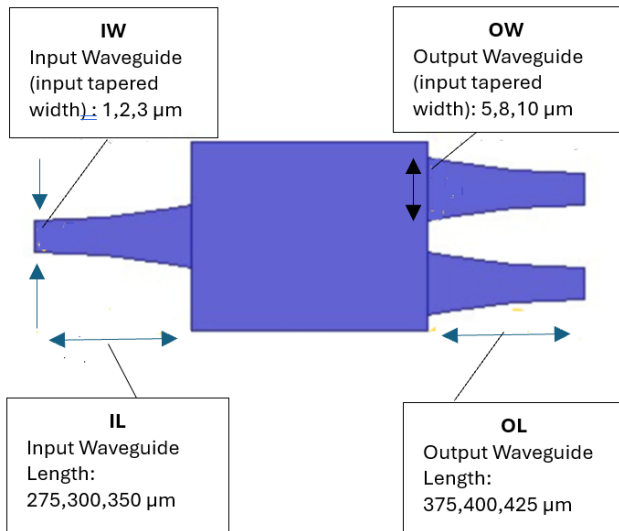 IW
Input Waveguide
(input tapered
width) : 1,2,3 µm
OW
Output Waveguide
(input tapered
width): 5,8,10 µm
IL
Input Waveguide
Length:
275,300,350 µm
OL
Output Waveguide
Length:
375,400,425 µm